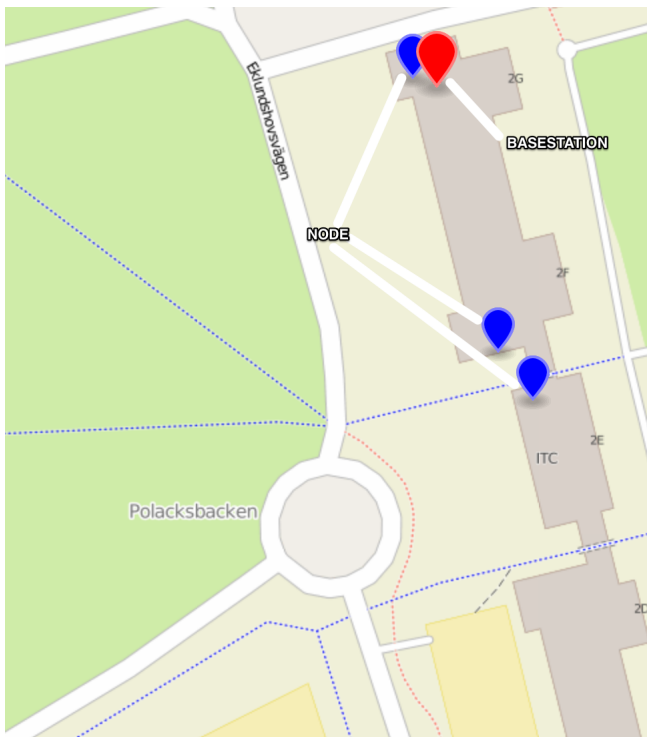 2G
Eklundshovsvägen
BASESTATION
NODE
2F
2E
ITC
Polacksbacken
2D